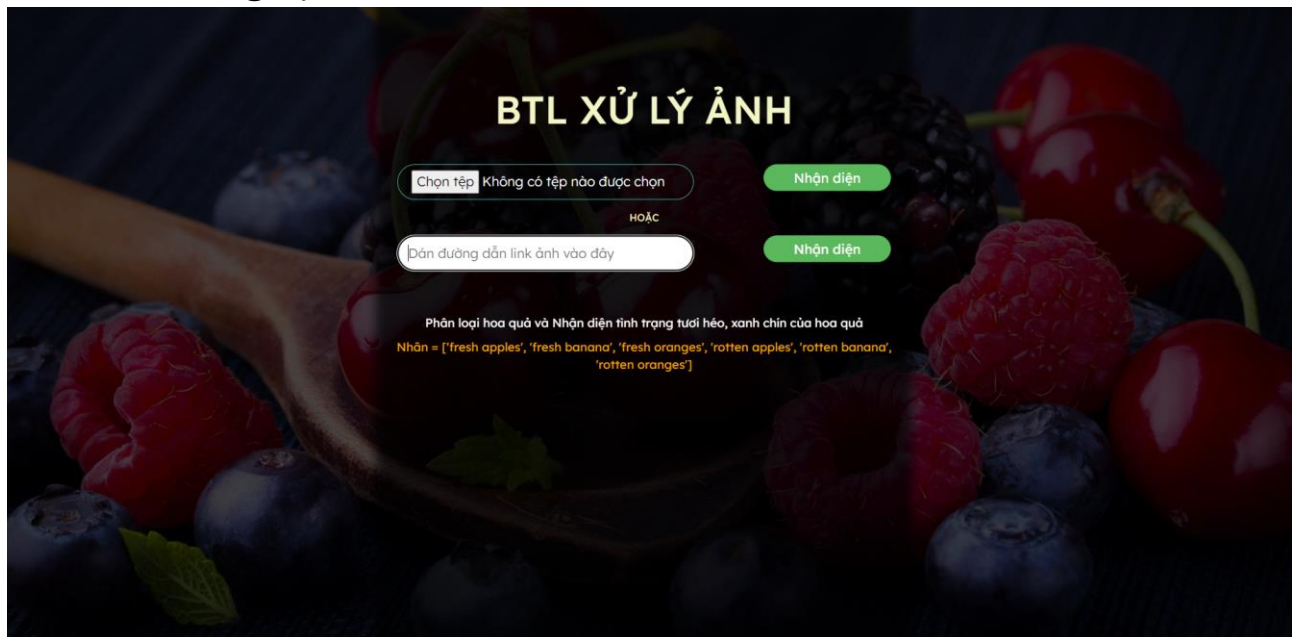 BTL XỬ LÝ ẢNH
Chọn tệp Không có tệp nào được chọn
Nhận diện
HOẶC
Dán đường dẫn link ảnh vào đây
Nhận diện
Phân loại hoa quả và Nhận diện tình trạng tươi héo, xanh chín của hoa quả
Nhãn = ['fresh apples', 'fresh banana', 'fresh oranges', 'rotten apples', 'rotten banana',
'rotten oranges']